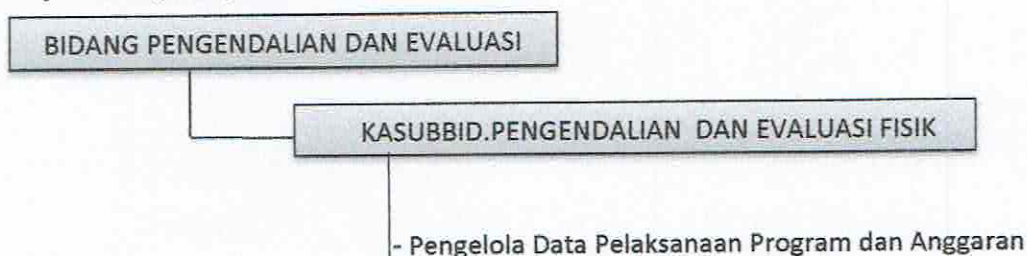 BIDANG PENGENDALIAN DAN EVALUASI
KASUBBID.PENGENDALIAN DAN EVALUASI FISIK
- Pengelola Data Pelaksanaan Program dan Anggaran